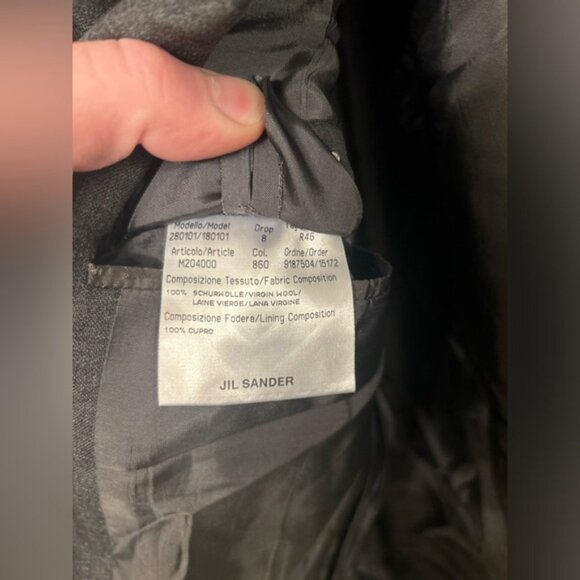 Modello/Model Drop
280101/180101 8 R46
Articolo/Article Col. Ordine/Order
M204000 860 9187504/15172
Composizione Tessuto/Fabric Composition
100% SCHURWOLLE/VIRGIN WOOL/
LAINE VIERGE/LANA VIRGINE
Composizione Fodera/Lining Composition
100% CUPRO
JIL SANDER